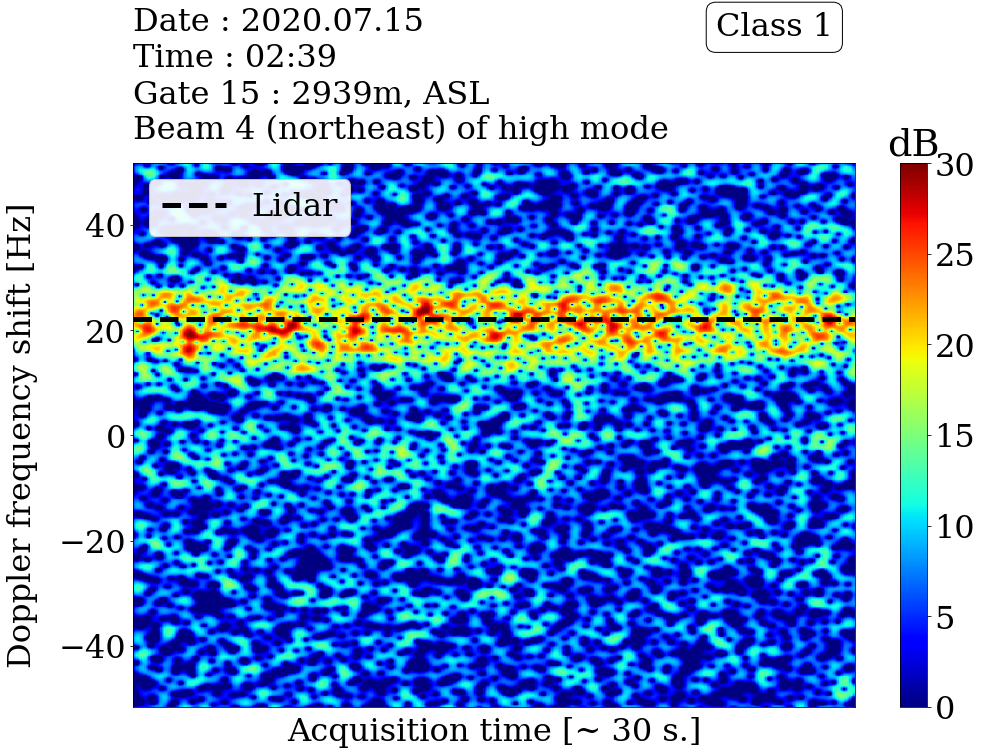 Date : 2020.07.15
Time : 02:39
Gate 15 : 2939m, ASL
Beam 4 (northeast) of high mode
Class 1
dB
Lidar
Doppler frequency shift [Hz]
40
20
0
−20
−40
30
25
20
15
10
5
0
Acquisition time [~ 30 s.]